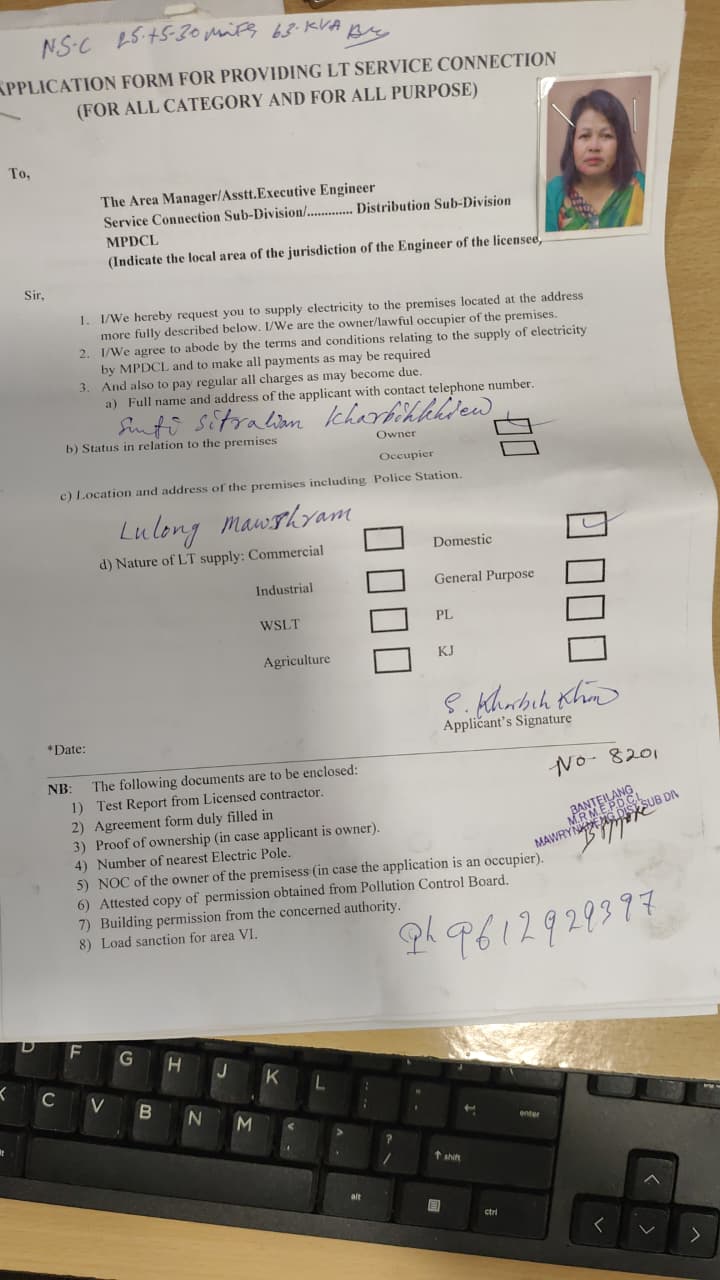 NS-C 25+5-30 63-KVA
APPLICATION FORM FOR PROVIDING LT SERVICE CONNECTION
(FOR ALL CATEGORY AND FOR ALL PURPOSE)
To,
The Area Manager/Asstt.Executive Engineer
Service Connection Sub-Division/............. Distribution Sub-Division
MPDCL
(Indicate the local area of the jurisdiction of the Engineer of the licensee,
Sir,
1. I/We hereby request you to supply electricity to the premises located at the address
more fully described below. I/We are the owner/lawful occupier of the premises.
2. I/We agree to abode by the terms and conditions relating to the supply of electricity
by MPDCL and to make all payments as may be required
3. And also to pay regular all charges as may become due.
a) Full name and address of the applicant with contact telephone number.
Sitralian
b) Status in relation to the premises Owner
Occupier
c) Location and address of the premises including Police Station.
Lulong
d) Nature of LT supply: Commercial Domestic
Industrial General Purpose
WSLT PL
Agriculture KJ
S.
Applicant's Signature
*Date:
No- 8201
NB: The following documents are to be enclosed:
1) Test Report from Licensed contractor.
2) Agreement form duly filled in
3) Proof of ownership (in case applicant is owner).
4) Number of nearest Electric Pole.
5) NOC of the owner of the premisess (in case the application is an occupier).
6) Attested copy of permission obtained from Pollution Control Board.
7) Building permission from the concerned authority.
8) Load sanction for area VI.
BANTEILANG
M.R M.E.P.D.C.L
SUB DN
Ph 9612929397
D F G H J K L : ; " '
C V B N M < , > . ? /
enter
shift
alt
ctrl